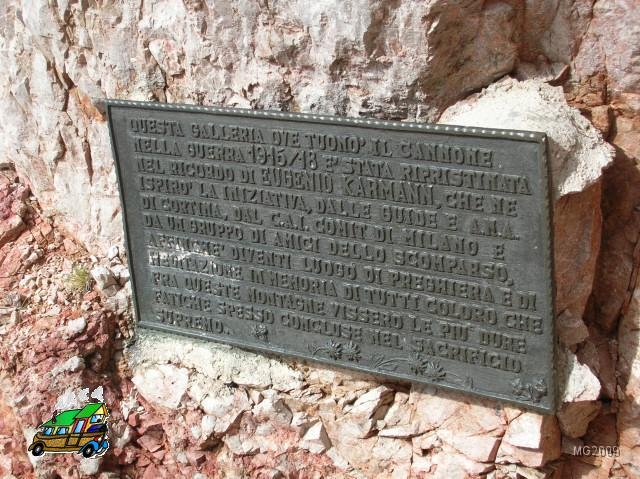 QUESTA GALLERIA OVE TUONO' IL CANNONE
NELLA GUERRA 1915/18 E' STATA RIPRISTINATA
NEL RICORDO DI EUGENIO KÄRMANN, CHE NE
ISPIRO' LA INIZIATIVA, DALLE GUIDE E A.N.A.
DI CORTINA, DAL C.A.I. COMIT DI MILANO E
DA UN GRUPPO DI AMICI DELLO SCOMPARSO,
AFFINCHE' DIVENTI LUOGO DI PREGHIERA E DI
MEDITAZIONE IN MEMORIA DI TUTTI COLORO CHE
FRA QUESTE MONTAGNE VISSERO LE PIU' DURE
FATICHE SPESSO CONCLUSE NEL SACRIFICIO
SUPREMO.
MG2009